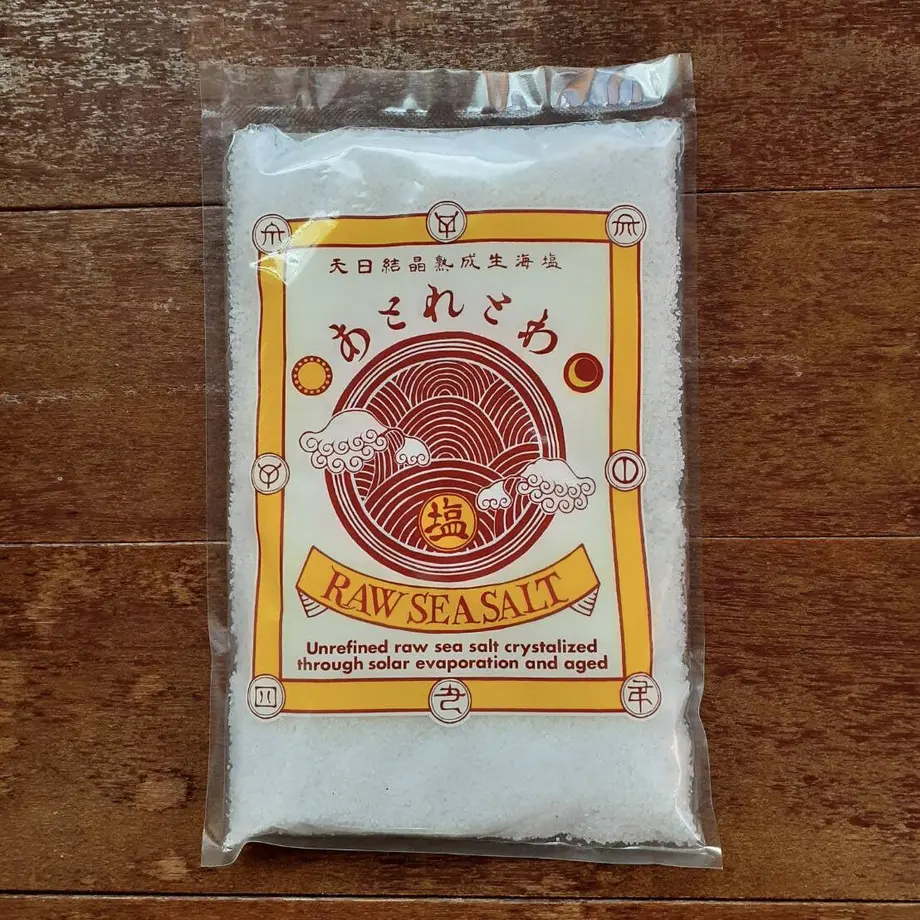 天日結晶熟成生海塩
あされとわ
塩
RAW SEA SALT
Unrefined raw sea salt crystalized
through solar evaporation and aged